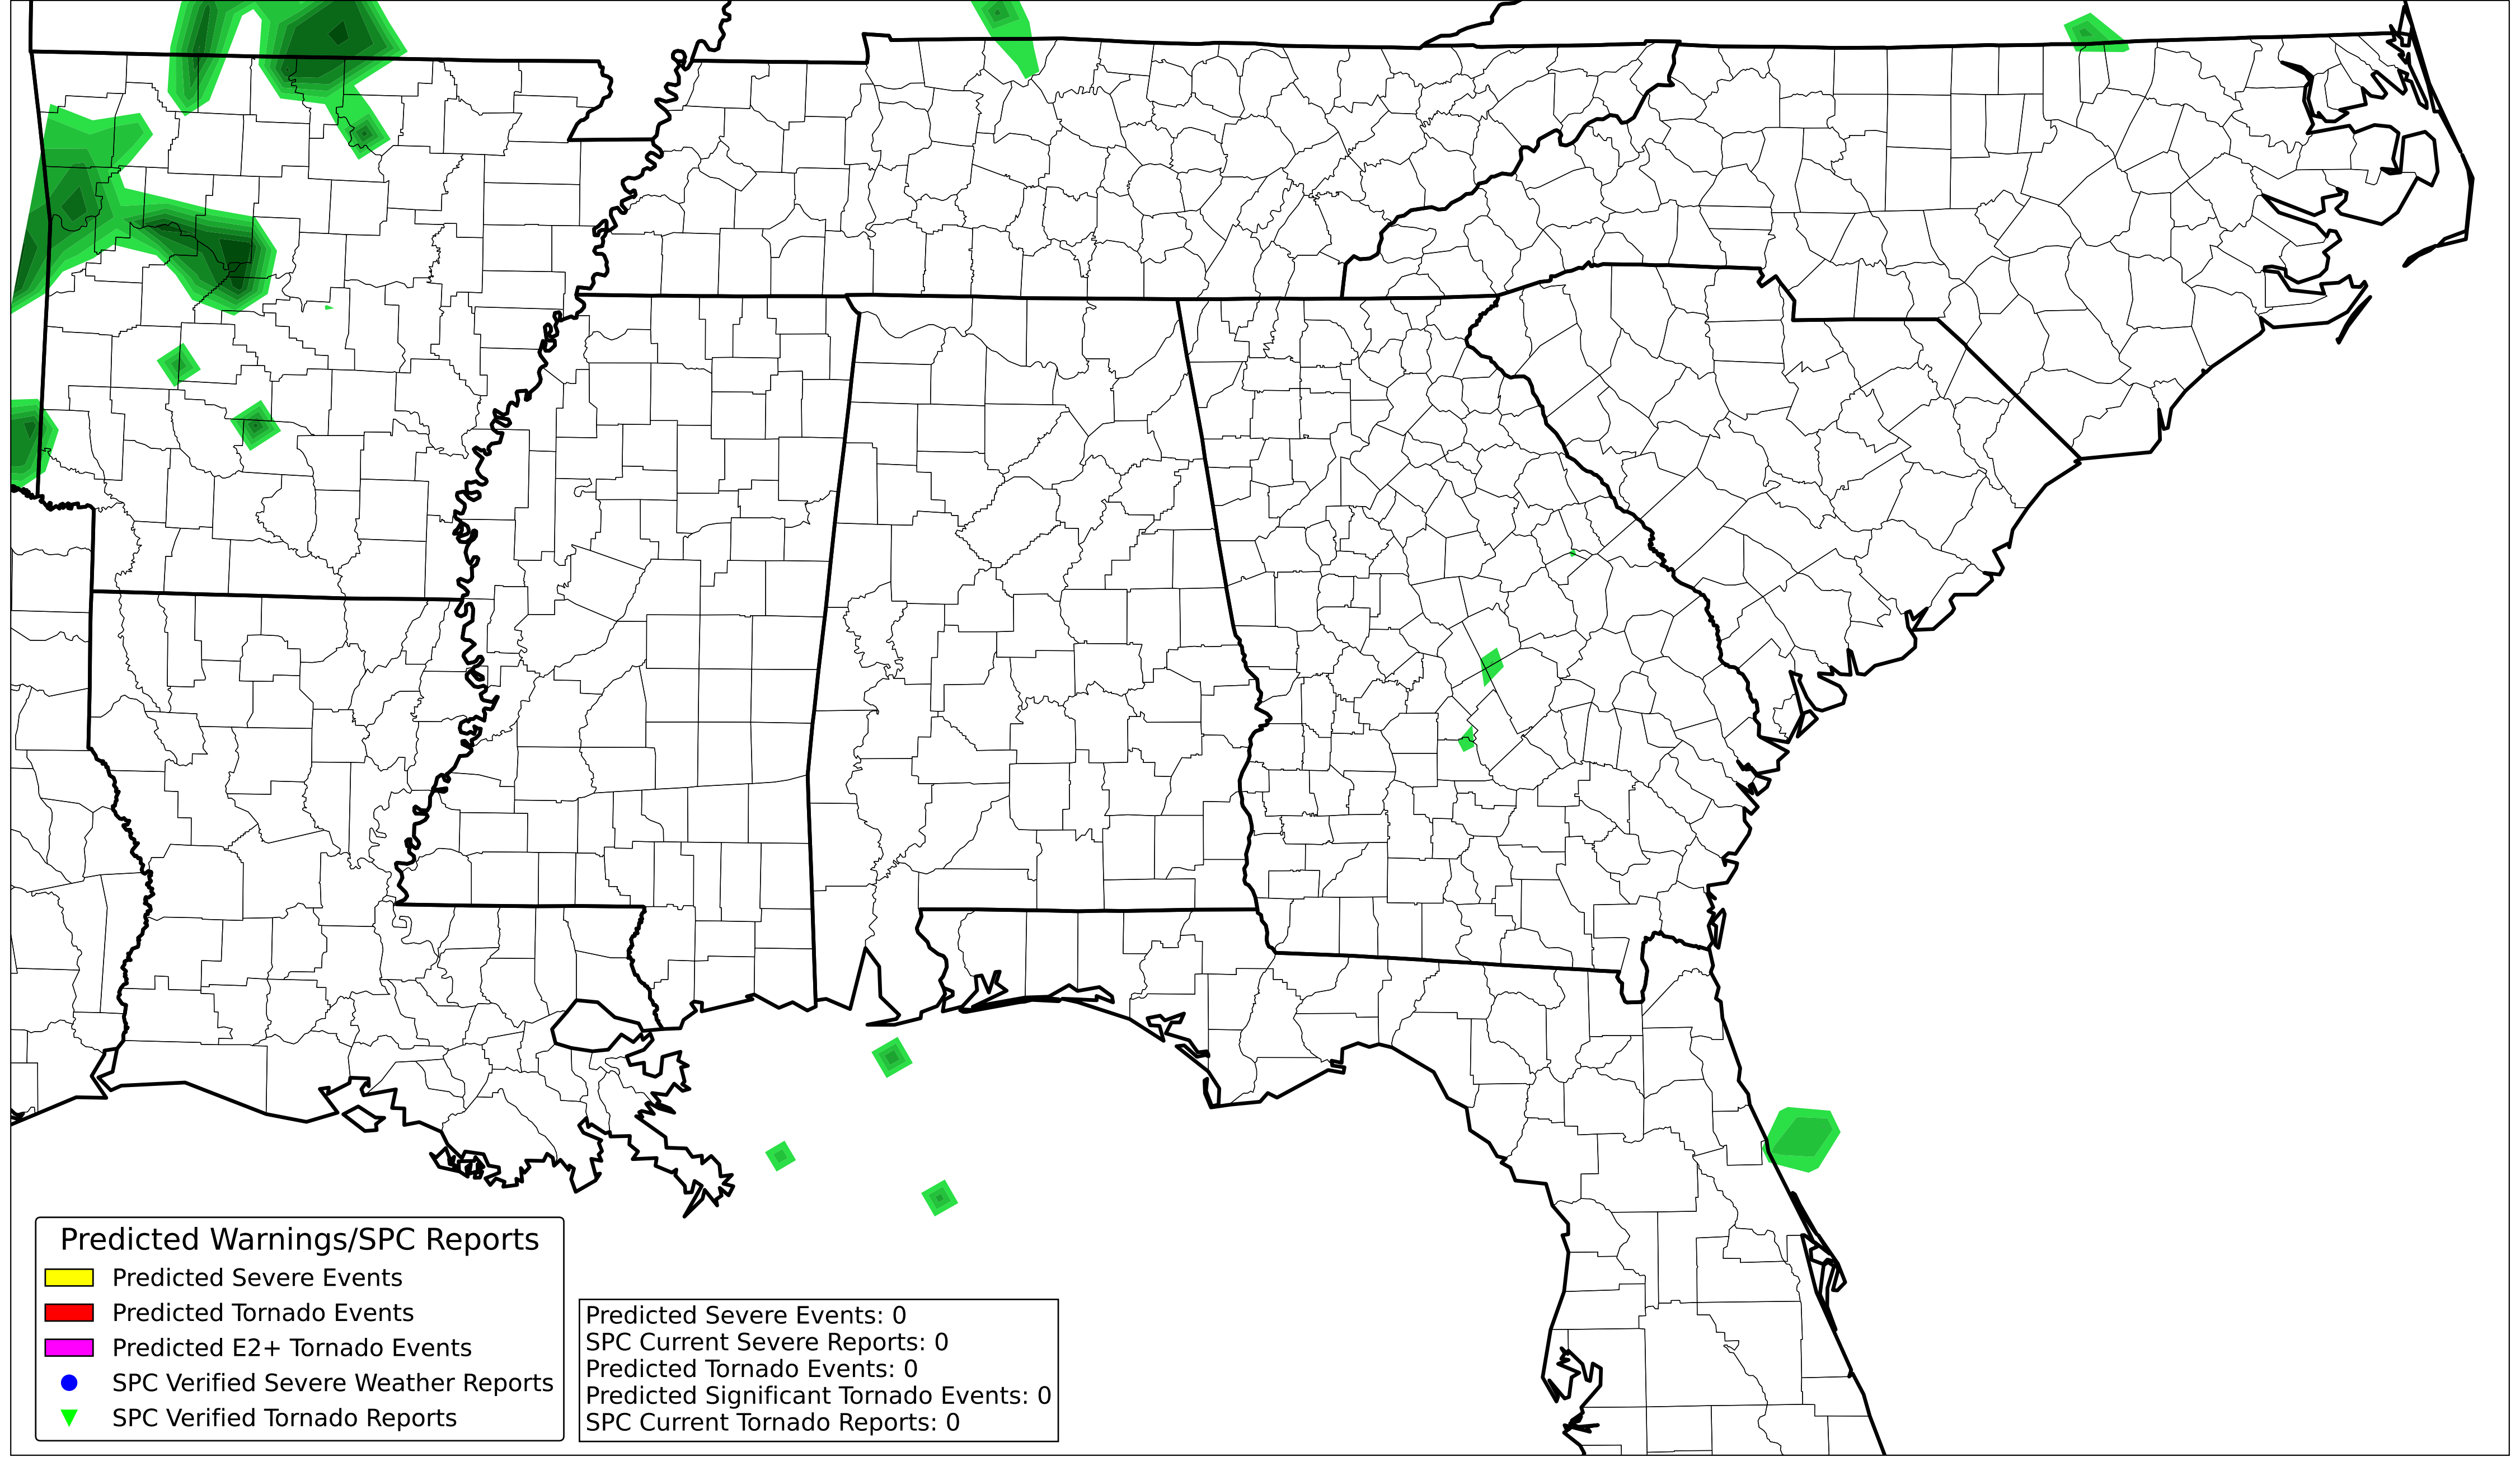 Predicted Warnings/SPC Reports
Predicted Severe Events
Predicted Tornado Events
Predicted E2+ Tornado Events
SPC Verified Severe Weather Reports
SPC Verified Tornado Reports
Predicted Severe Events: 0
SPC Current Severe Reports: 0
Predicted Tornado Events: 0
Predicted Significant Tornado Events: 0
SPC Current Tornado Reports: 0